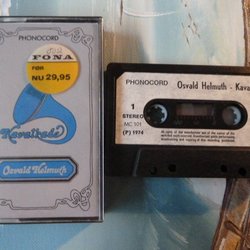 PHONOCORD
FONA
FØR
NU 29,95
Kavalkade
Osvald Helmuth
PHONOCORD
Osvald Helmuth - Kava
1
STEREO
MC 101
(P) 1974